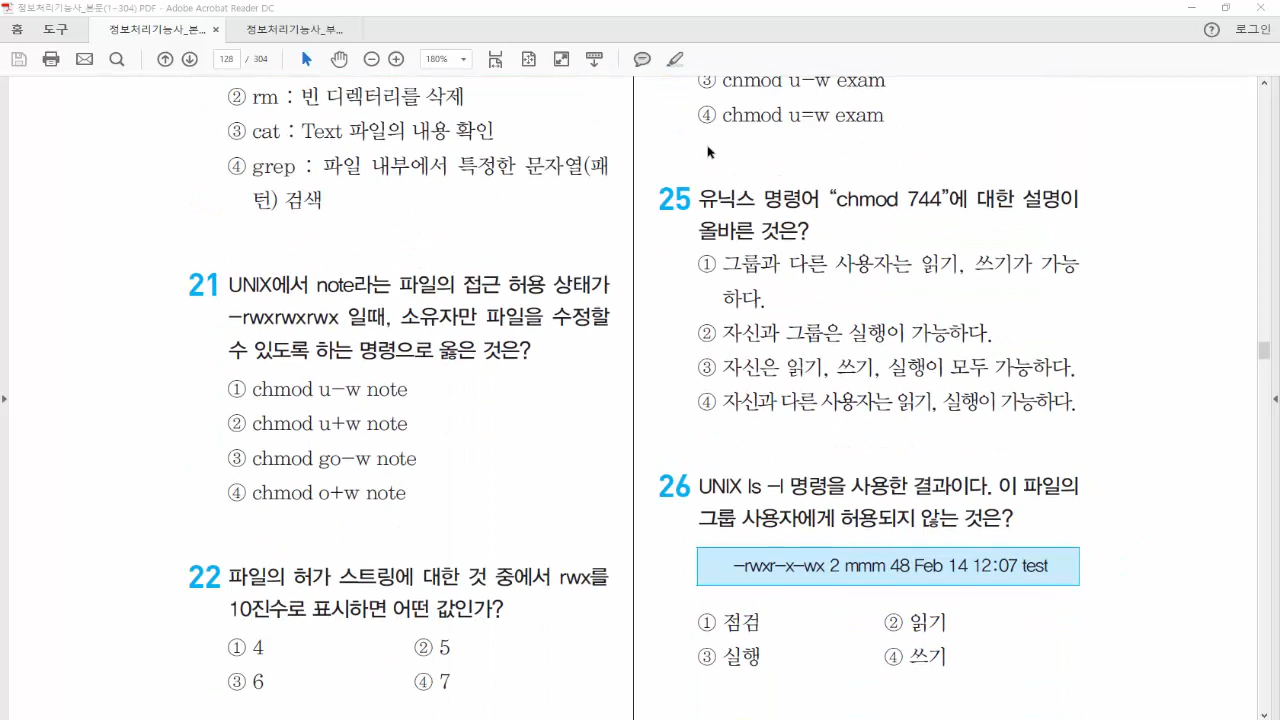 정보처리기능사_본문(1-304) PDF - Adobe Acrobat Reader DC
홈 도구 정보처리기능사_본... × 정보처리기능사_부... 로그인
128 / 304 180%
② rm : 빈 디렉터리를 삭제
③ cat : Text 파일의 내용 확인
④ grep : 파일 내부에서 특정한 문자열(패
턴) 검색
21 UNIX에서 note라는 파일의 접근 허용 상태가
-rwxrwxrwx 일때, 소유자만 파일을 수정할
수 있도록 하는 명령으로 옳은 것은?
① chmod u-w note
② chmod u+w note
③ chmod go-w note
④ chmod o+w note
22 파일의 허가 스트링에 대한 것 중에서 rwx를
10진수로 표시하면 어떤 값인가?
① 4 ② 5
③ 6 ④ 7
③ chmod u-w exam
④ chmod u=w exam
25 유닉스 명령어 “chmod 744”에 대한 설명이
올바른 것은?
① 그룹과 다른 사용자는 읽기, 쓰기가 가능
하다.
② 자신과 그룹은 실행이 가능하다.
③ 자신은 읽기, 쓰기, 실행이 모두 가능하다.
④ 자신과 다른 사용자는 읽기, 실행이 가능하다.
26 UNIX ls -l 명령을 사용한 결과이다. 이 파일의
그룹 사용자에게 허용되지 않는 것은?
-rwxr-x-wx 2 mmm 48 Feb 14 12:07 test
① 점검 ② 읽기
③ 실행 ④ 쓰기